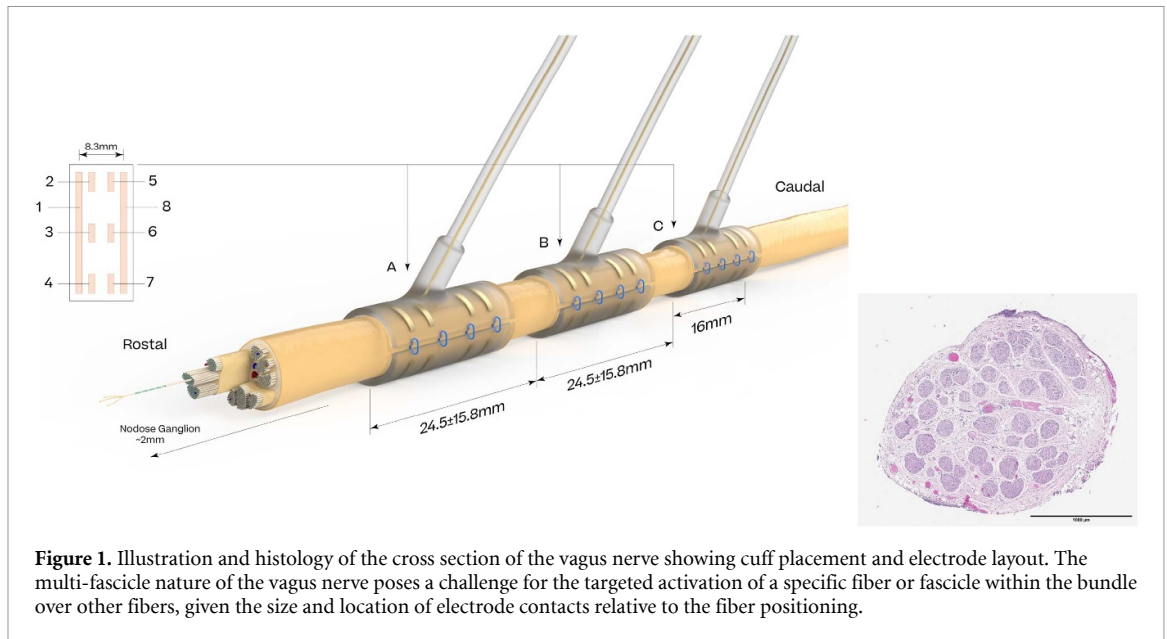 8.3mm
2
5
1
8
3
6
4
7
A
B
C
Caudal
Rostal
16mm
24.5±15.8mm
24.5±15.8mm
Nodose Ganglion
~2mm
1000 µm
Figure 1. Illustration and histology of the cross section of the vagus nerve showing cuff placement and electrode layout. The
multi-fascicle nature of the vagus nerve poses a challenge for the targeted activation of a specific fiber or fascicle within the bundle
over other fibers, given the size and location of electrode contacts relative to the fiber positioning.